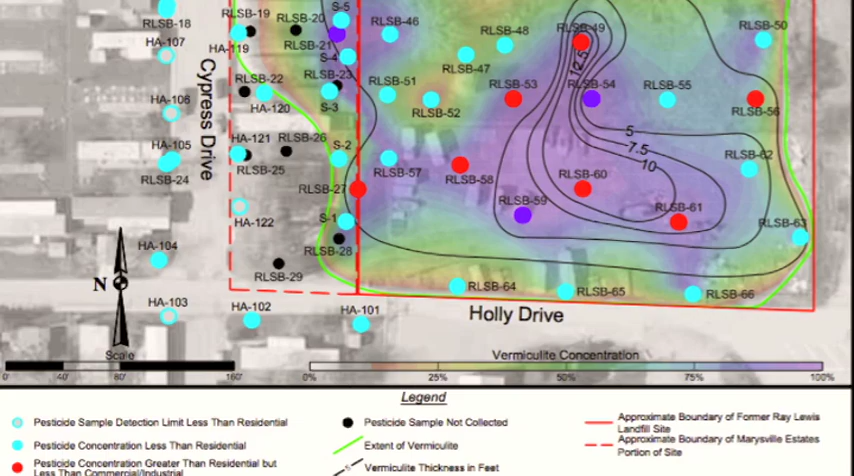 S-5
RLSB-19
RLSB-20
RLSB-46
RLSB-50
RLSB-18
RLSB-48
RLSB-49
HA-107
HA-119
RLSB-21
S-4
RLSB-47
12.5
RLSB-22
RLSB-23
RLSB-51
RLSB-53
RLSB-54
RLSB-55
Cypress Drive
HA-106
HA-120
S-3
RLSB-52
RLSB-56
5
7.5
10
HA-105
HA-121
RLSB-26
S-2
RLSB-62
RLSB-24
RLSB-25
RLSB-57
RLSB-58
RLSB-60
RLSB-27
RLSB-59
RLSB-61
HA-122
S-1
RLSB-63
HA-104
RLSB-28
N
RLSB-29
RLSB-64
RLSB-65
RLSB-66
HA-103
HA-102
HA-101
Holly Drive
Scale
Vermiculite Concentration
0' 40' 80' 160' 0% 25% 50% 75% 100%
Legend
Pesticide Sample Detection Limit Less Than Residential
Pesticide Concentration Less Than Residential
Pesticide Concentration Greater Than Residential but
Less Than Commercial/Industrial
Pesticide Sample Not Collected
Extent of Vermiculite
Vermiculite Thickness in Feet
Approximate Boundary of Former Ray Lewis
Landfill Site
Approximate Boundary of Marysville Estates
Portion of Site